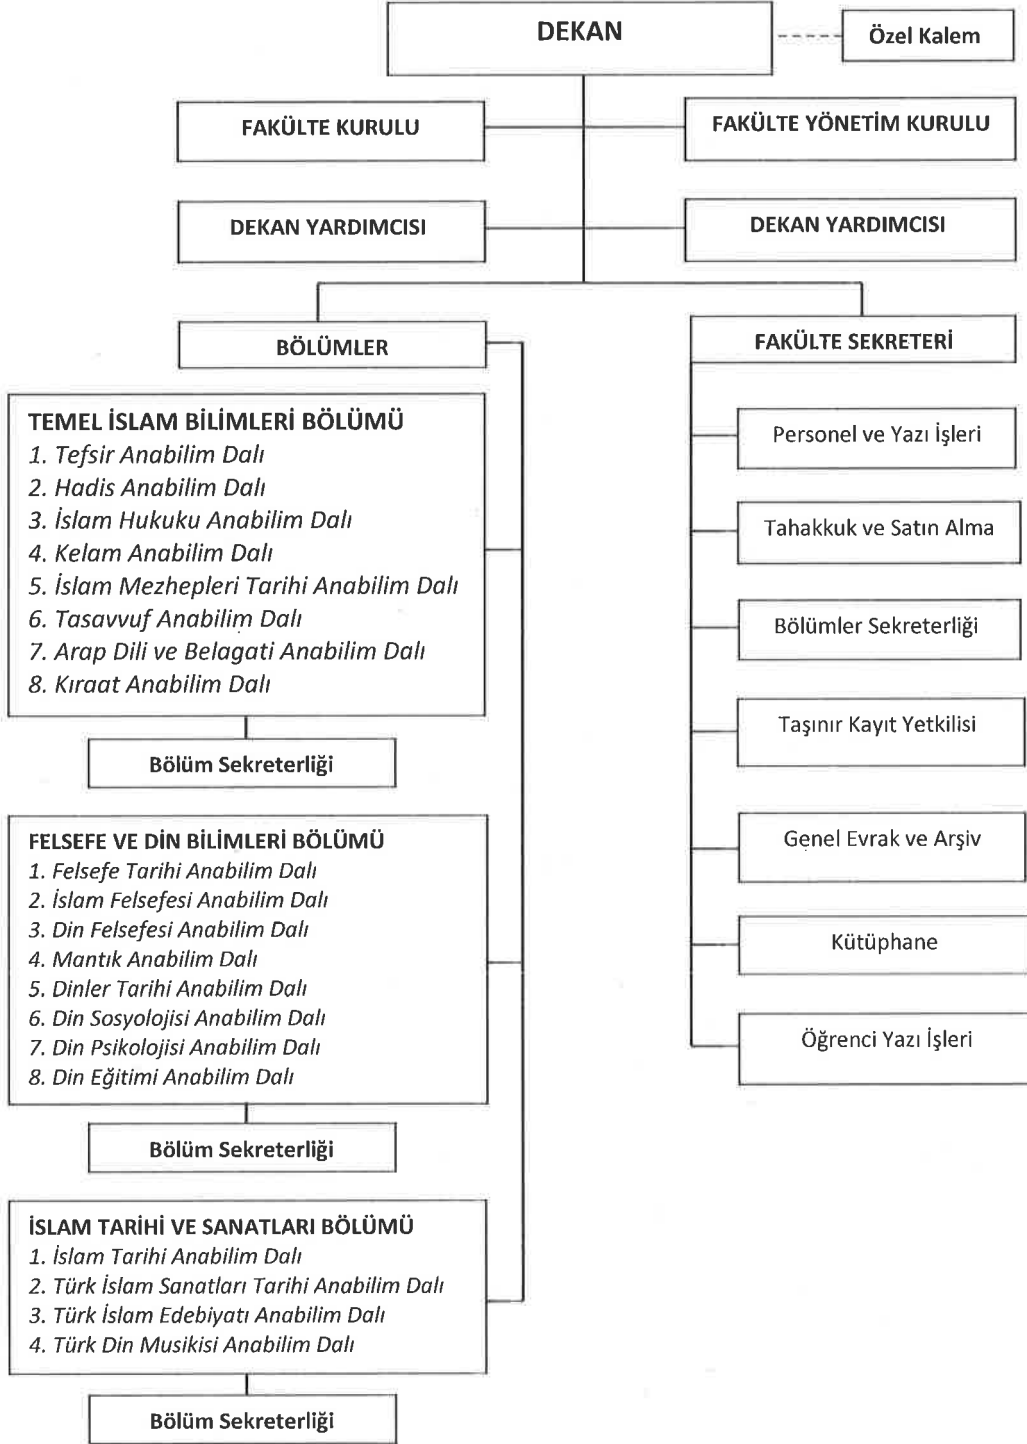 DEKAN
Özel Kalem
FAKÜLTE KURULU
FAKÜLTE YÖNETİM KURULU
DEKAN YARDIMCISI
DEKAN YARDIMCISI
BÖLÜMLER
FAKÜLTE SEKRETERİ
TEMEL İSLAM BİLİMLERİ BÖLÜMÜ
1. Tefsir Anabilim Dalı
2. Hadis Anabilim Dalı
3. İslam Hukuku Anabilim Dalı
4. Kelam Anabilim Dalı
5. İslam Mezhepleri Tarihi Anabilim Dalı
6. Tasavvuf Anabilim Dalı
7. Arap Dili ve Belagati Anabilim Dalı
8. Kıraat Anabilim Dalı
Bölüm Sekreterliği
FELSEFE VE DİN BİLİMLERİ BÖLÜMÜ
1. Felsefe Tarihi Anabilim Dalı
2. İslam Felsefesi Anabilim Dalı
3. Din Felsefesi Anabilim Dalı
4. Mantık Anabilim Dalı
5. Dinler Tarihi Anabilim Dalı
6. Din Sosyolojisi Anabilim Dalı
7. Din Psikolojisi Anabilim Dalı
8. Din Eğitimi Anabilim Dalı
Bölüm Sekreterliği
İSLAM TARİHİ VE SANATLARI BÖLÜMÜ
1. İslam Tarihi Anabilim Dalı
2. Türk İslam Sanatları Tarihi Anabilim Dalı
3. Türk İslam Edebiyatı Anabilim Dalı
4. Türk Din Musikisi Anabilim Dalı
Bölüm Sekreterliği
Personel ve Yazı İşleri
Tahakkuk ve Satın Alma
Bölümler Sekreterliği
Taşınır Kayıt Yetkilisi
Genel Evrak ve Arşiv
Kütüphane
Öğrenci Yazı İşleri